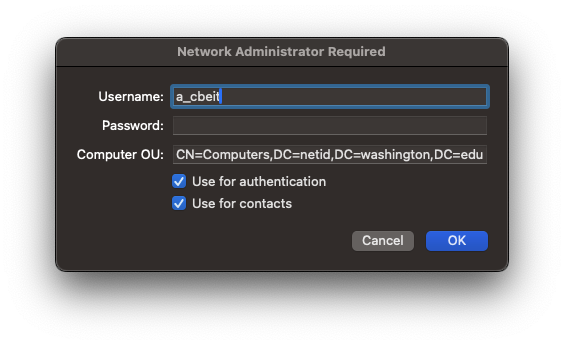 Network Administrator Required
Username: a_cbeit
Password:
Computer OU: CN=Computers,DC=netid,DC=washington,DC=edu
Use for authentication
Use for contacts
Cancel OK